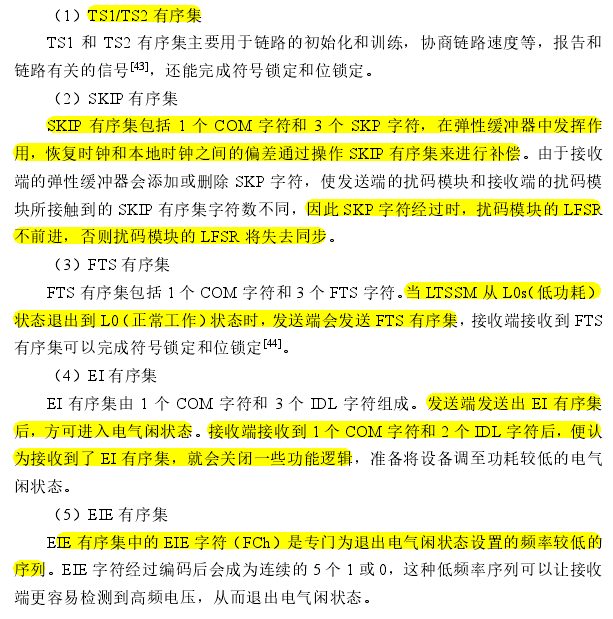 （1）TS1/TS2 有序集
TS1 和 TS2 有序集主要用于链路的初始化和训练，协商链路速度等，报告和
链路有关的信号[43]，还能完成符号锁定和位锁定。
（2）SKIP 有序集
SKIP 有序集包括 1 个 COM 字符和 3 个 SKP 字符，在弹性缓冲器中发挥作
用，恢复时钟和本地时钟之间的偏差通过操作 SKIP 有序集来进行补偿。由于接收
端的弹性缓冲器会添加或删除 SKP 字符，使发送端的扰码模块和接收端的扰码模
块所接触到的 SKIP 有序集字符数不同，因此 SKP 字符经过时，扰码模块的 LFSR
不前进，否则扰码模块的 LFSR 将失去同步。
（3）FTS 有序集
FTS 有序集包括 1 个 COM 字符和 3 个 FTS 字符。当 LTSSM 从 L0s（低功耗）
状态退出到 L0（正常工作）状态时，发送端会发送 FTS 有序集，接收端接收到 FTS
有序集可以完成符号锁定和位锁定[44]。
（4）EI 有序集
EI 有序集由 1 个 COM 字符和 3 个 IDL 字符组成。发送端发送出 EI 有序集
后，方可进入电气闲状态。接收端接收到 1 个 COM 字符和 2 个 IDL 字符后，便认
为接收到了 EI 有序集，就会关闭一些功能逻辑，准备将设备调至功耗较低的电气
闲状态。
（5）EIE 有序集
EIE 有序集中的 EIE 字符（FCh）是专门为退出电气闲状态设置的频率较低的
序列。EIE 字符经过编码后会成为连续的 5 个 1 或 0，这种低频率序列可以让接收
端更容易检测到高频电压，从而退出电气闲状态。